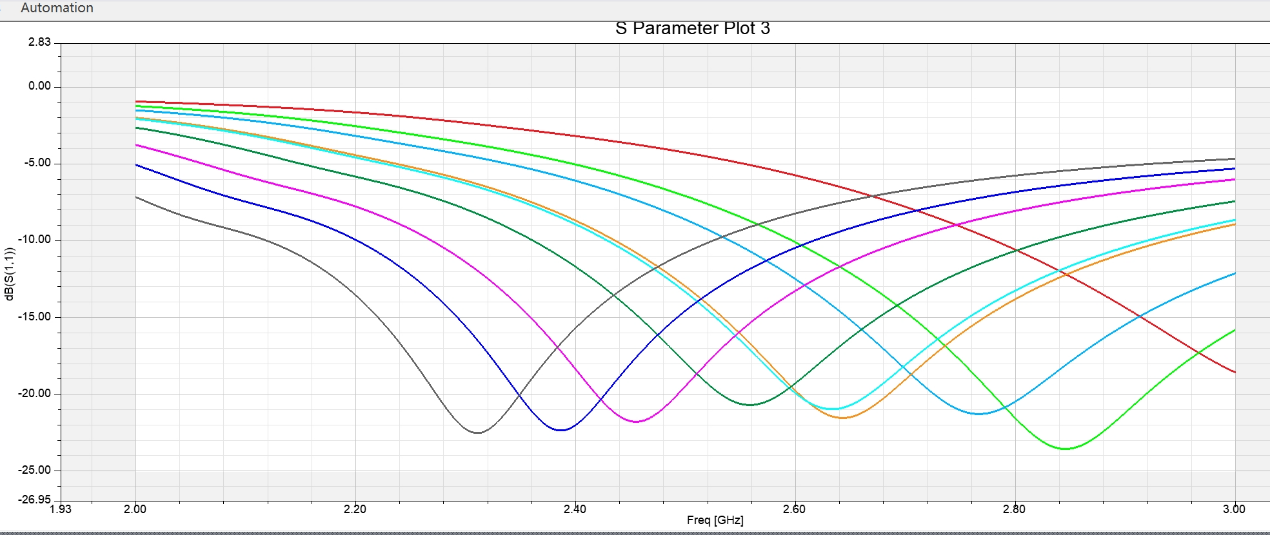 Automation
S Parameter Plot 3
2.83
0.00
-5.00
-10.00
-15.00
-20.00
-25.00
-26.95
dB(S(1,1))
1.93 2.00 2.20 2.40 2.60 2.80 3.00
Freq [GHz]